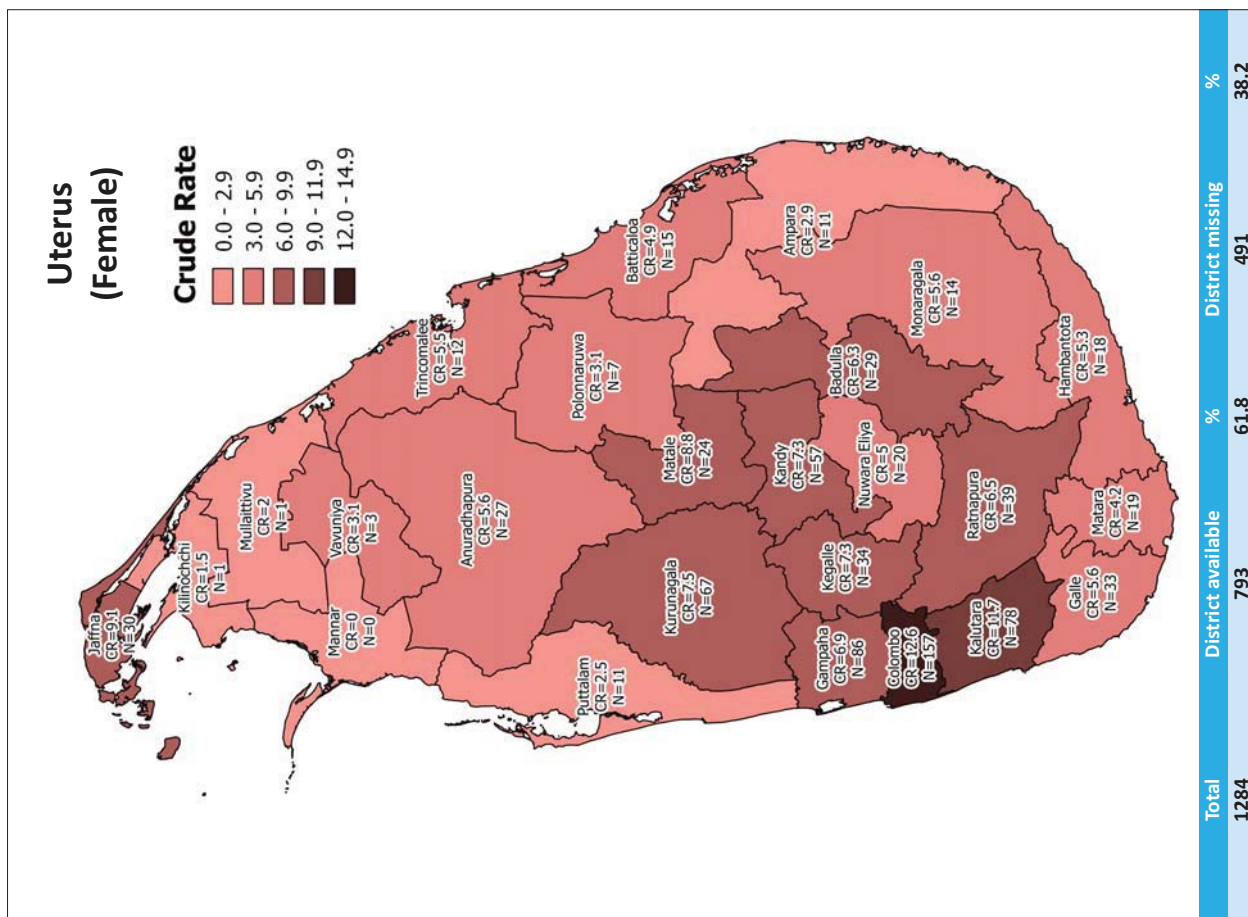 Uterus
(Female)
Crude Rate
0.0 - 2.9
3.0 - 5.9
6.0 - 9.9
9.0 - 11.9
12.0 - 14.9
Jaffna
CR=9.1
N=30
Kilinochchi
CR=1.5
N=1
Mullaittivu
CR=2
N=1
Mannar
CR=0
N=0
Vavuniya
CR=3.1
N=3
Trincomalee
CR=5.5
N=12
Anuradhapura
CR=5.6
N=27
Polonnaruwa
CR=3.1
N=7
Batticaloa
CR=4.9
N=15
Puttalam
CR=2.5
N=11
Kurunagala
CR=7.5
N=67
Matale
CR=8.8
N=24
Kandy
CR=7.3
N=57
Ampara
CR=2.9
N=11
Badulla
CR=6.3
N=29
Nuwara Eliya
CR=5
N=20
Kegalle
CR=7.3
N=34
Gampaha
CR=6.9
N=86
Colombo
CR=12.6
N=157
Monaragala
CR=5.6
N=14
Ratnapura
CR=6.5
N=39
Kalutara
CR=11.7
N=78
Hambantota
CR=5.3
N=18
Galle
CR=5.6
N=33
Matara
CR=4.2
N=19
Total District available % District missing %
1284 793 61.8 491 38.2